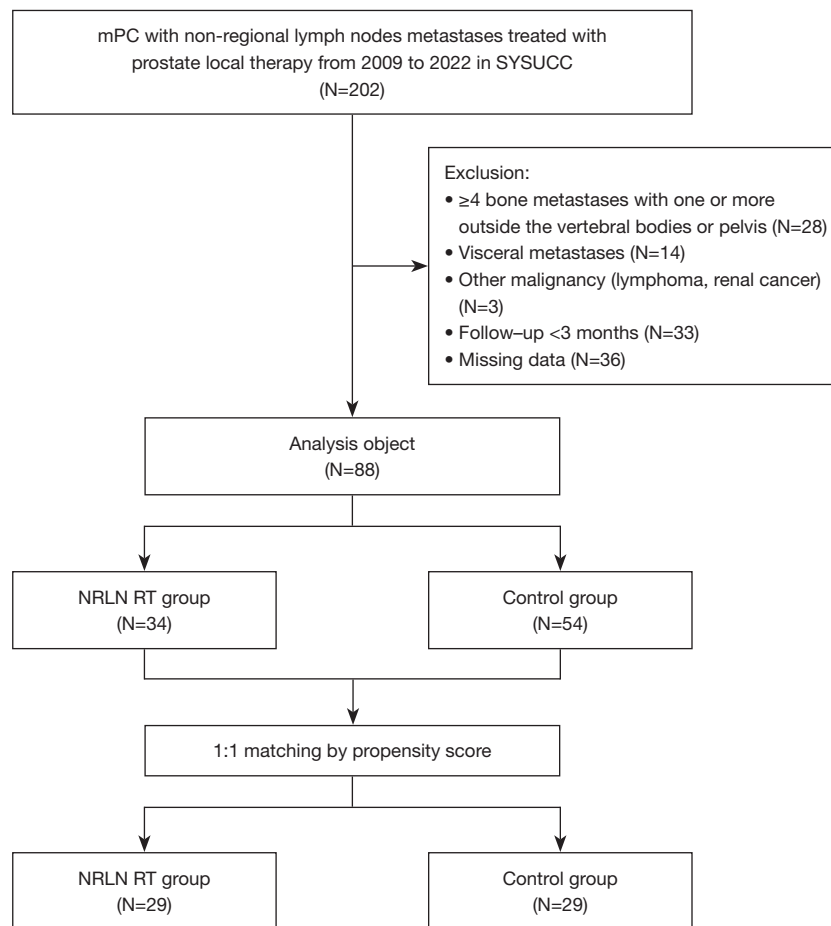 mPC with non-regional lymph nodes metastases treated with
prostate local therapy from 2009 to 2022 in SYSUCC
(N=202)
Exclusion:
• ≥4 bone metastases with one or more
outside the vertebral bodies or pelvis (N=28)
• Visceral metastases (N=14)
• Other malignancy (lymphoma, renal cancer)
(N=3)
• Follow–up <3 months (N=33)
• Missing data (N=36)
Analysis object
(N=88)
NRLN RT group
(N=34)
Control group
(N=54)
1:1 matching by propensity score
NRLN RT group
(N=29)
Control group
(N=29)